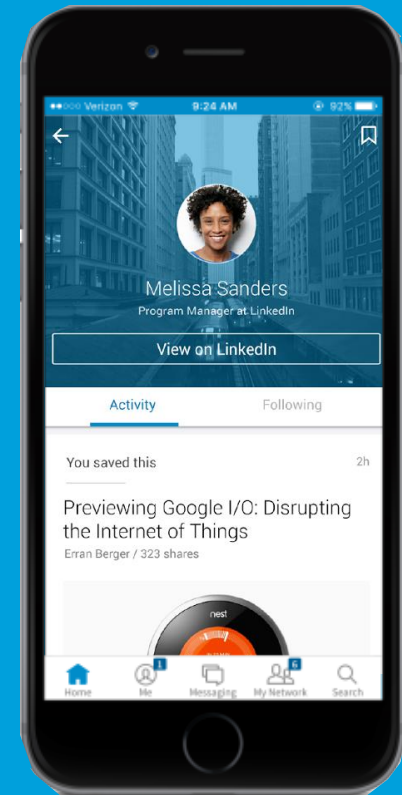 Verizon 9:24 AM 92%
Melissa Sanders
Program Manager at LinkedIn
View on LinkedIn
Activity Following
You saved this 2h
Previewing Google I/O: Disrupting
the Internet of Things
Erran Berger / 323 shares
nest
1 6
Home Me Messaging My Network Search